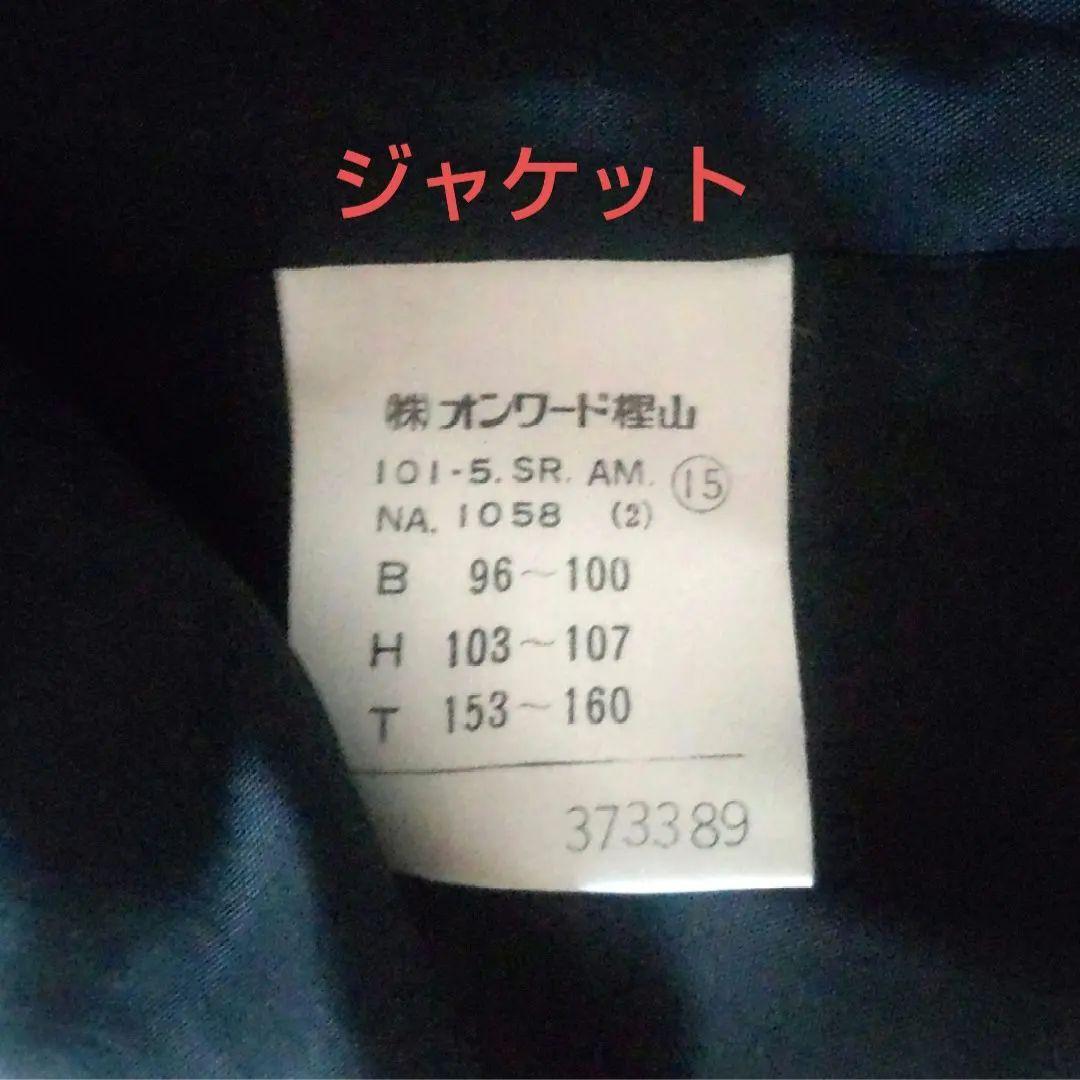 ジャケット
㈱オンワード樫山
101-5. SR. AM. ⑮
NA. 1058 (2)
B 96～100
H 103～107
T 153～160
373389